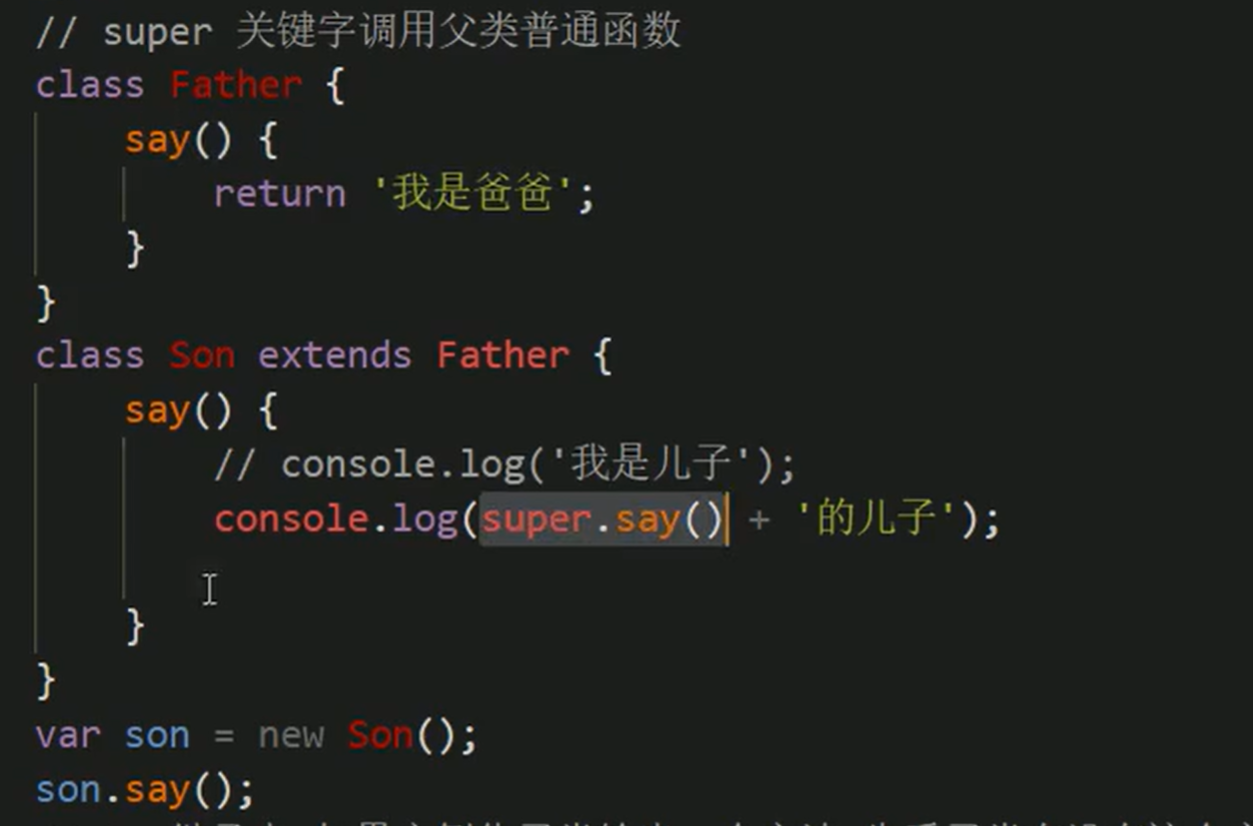 // super 关键字调用父类普通函数
class Father {
    say() {
        return '我是爸爸';
    }
}
class Son extends Father {
    say() {
        // console.log('我是儿子');
        console.log(super.say() + '的儿子');
    }
}
var son = new Son();
son.say();